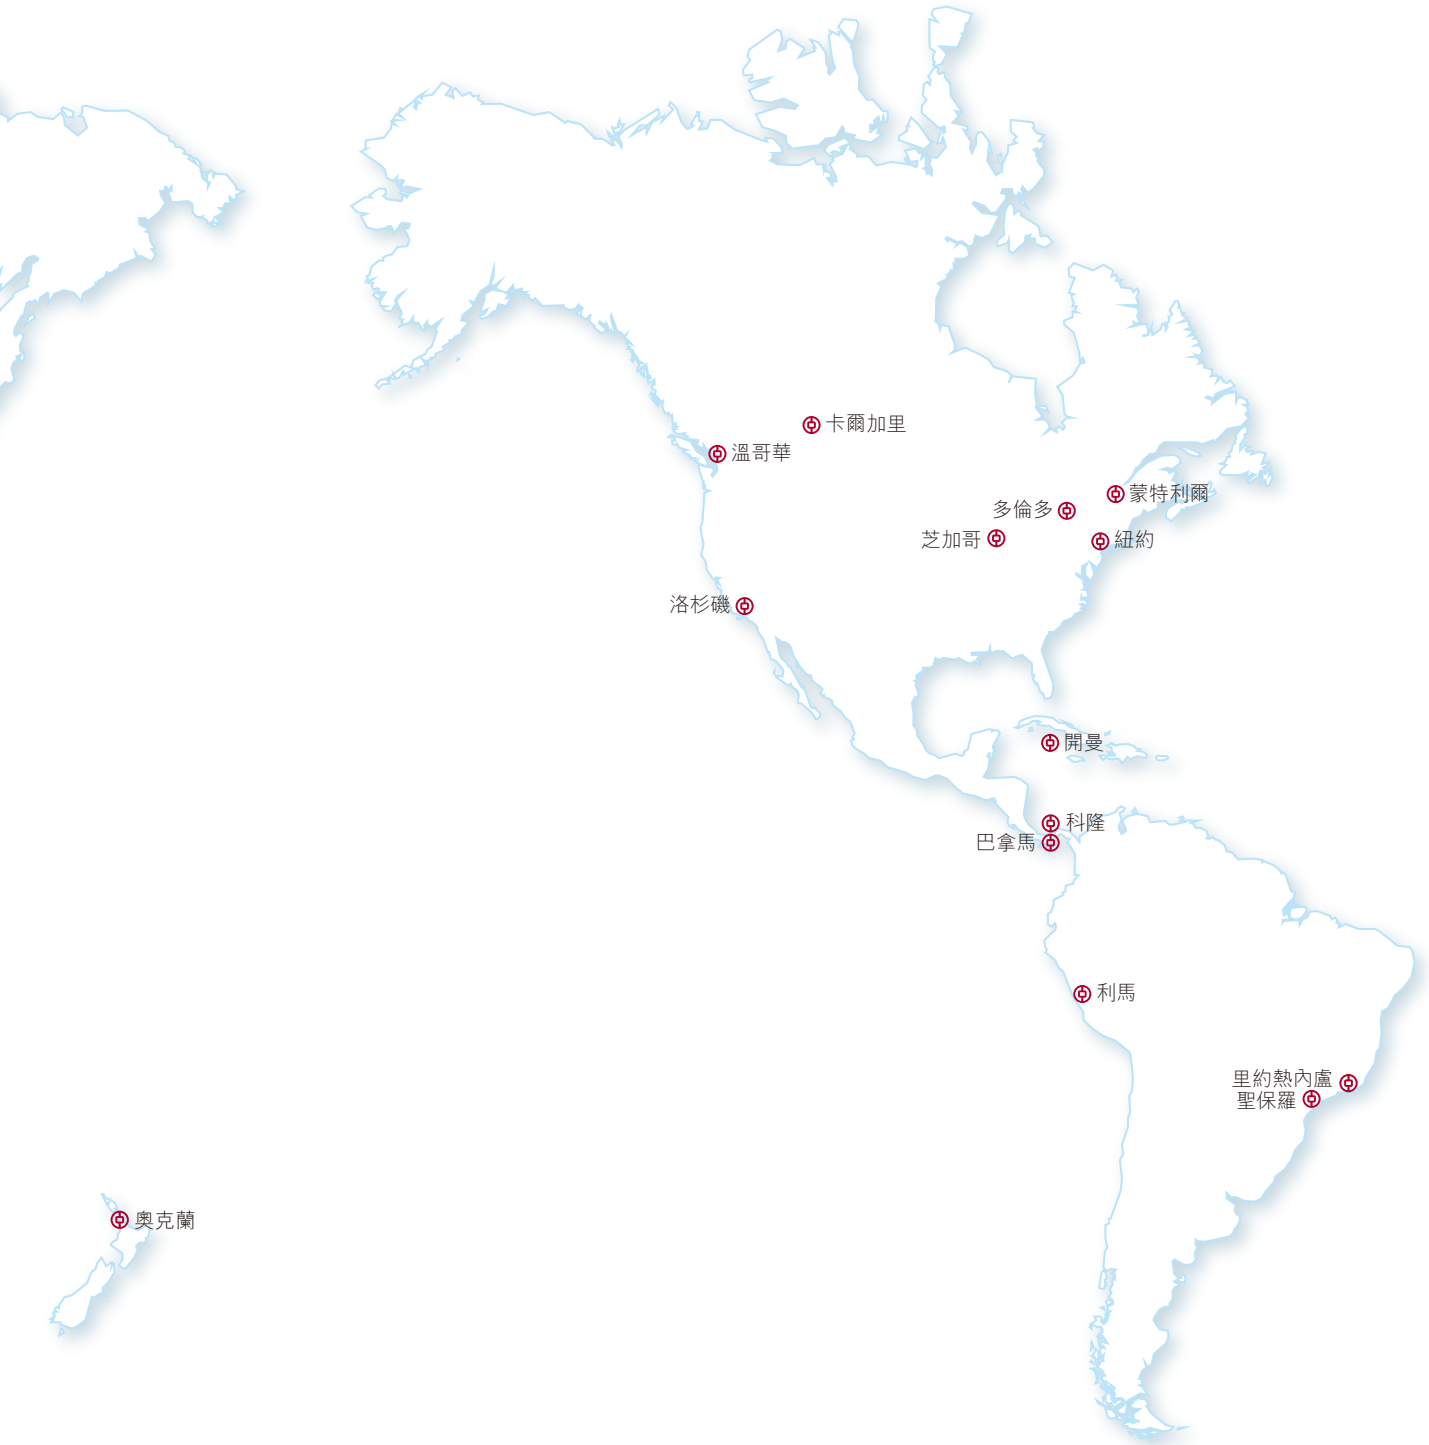 卡爾加里
溫哥華
蒙特利爾
多倫多
芝加哥
紐約
洛杉磯
開曼
科隆
巴拿馬
利馬
里約熱內盧
聖保羅
奧克蘭